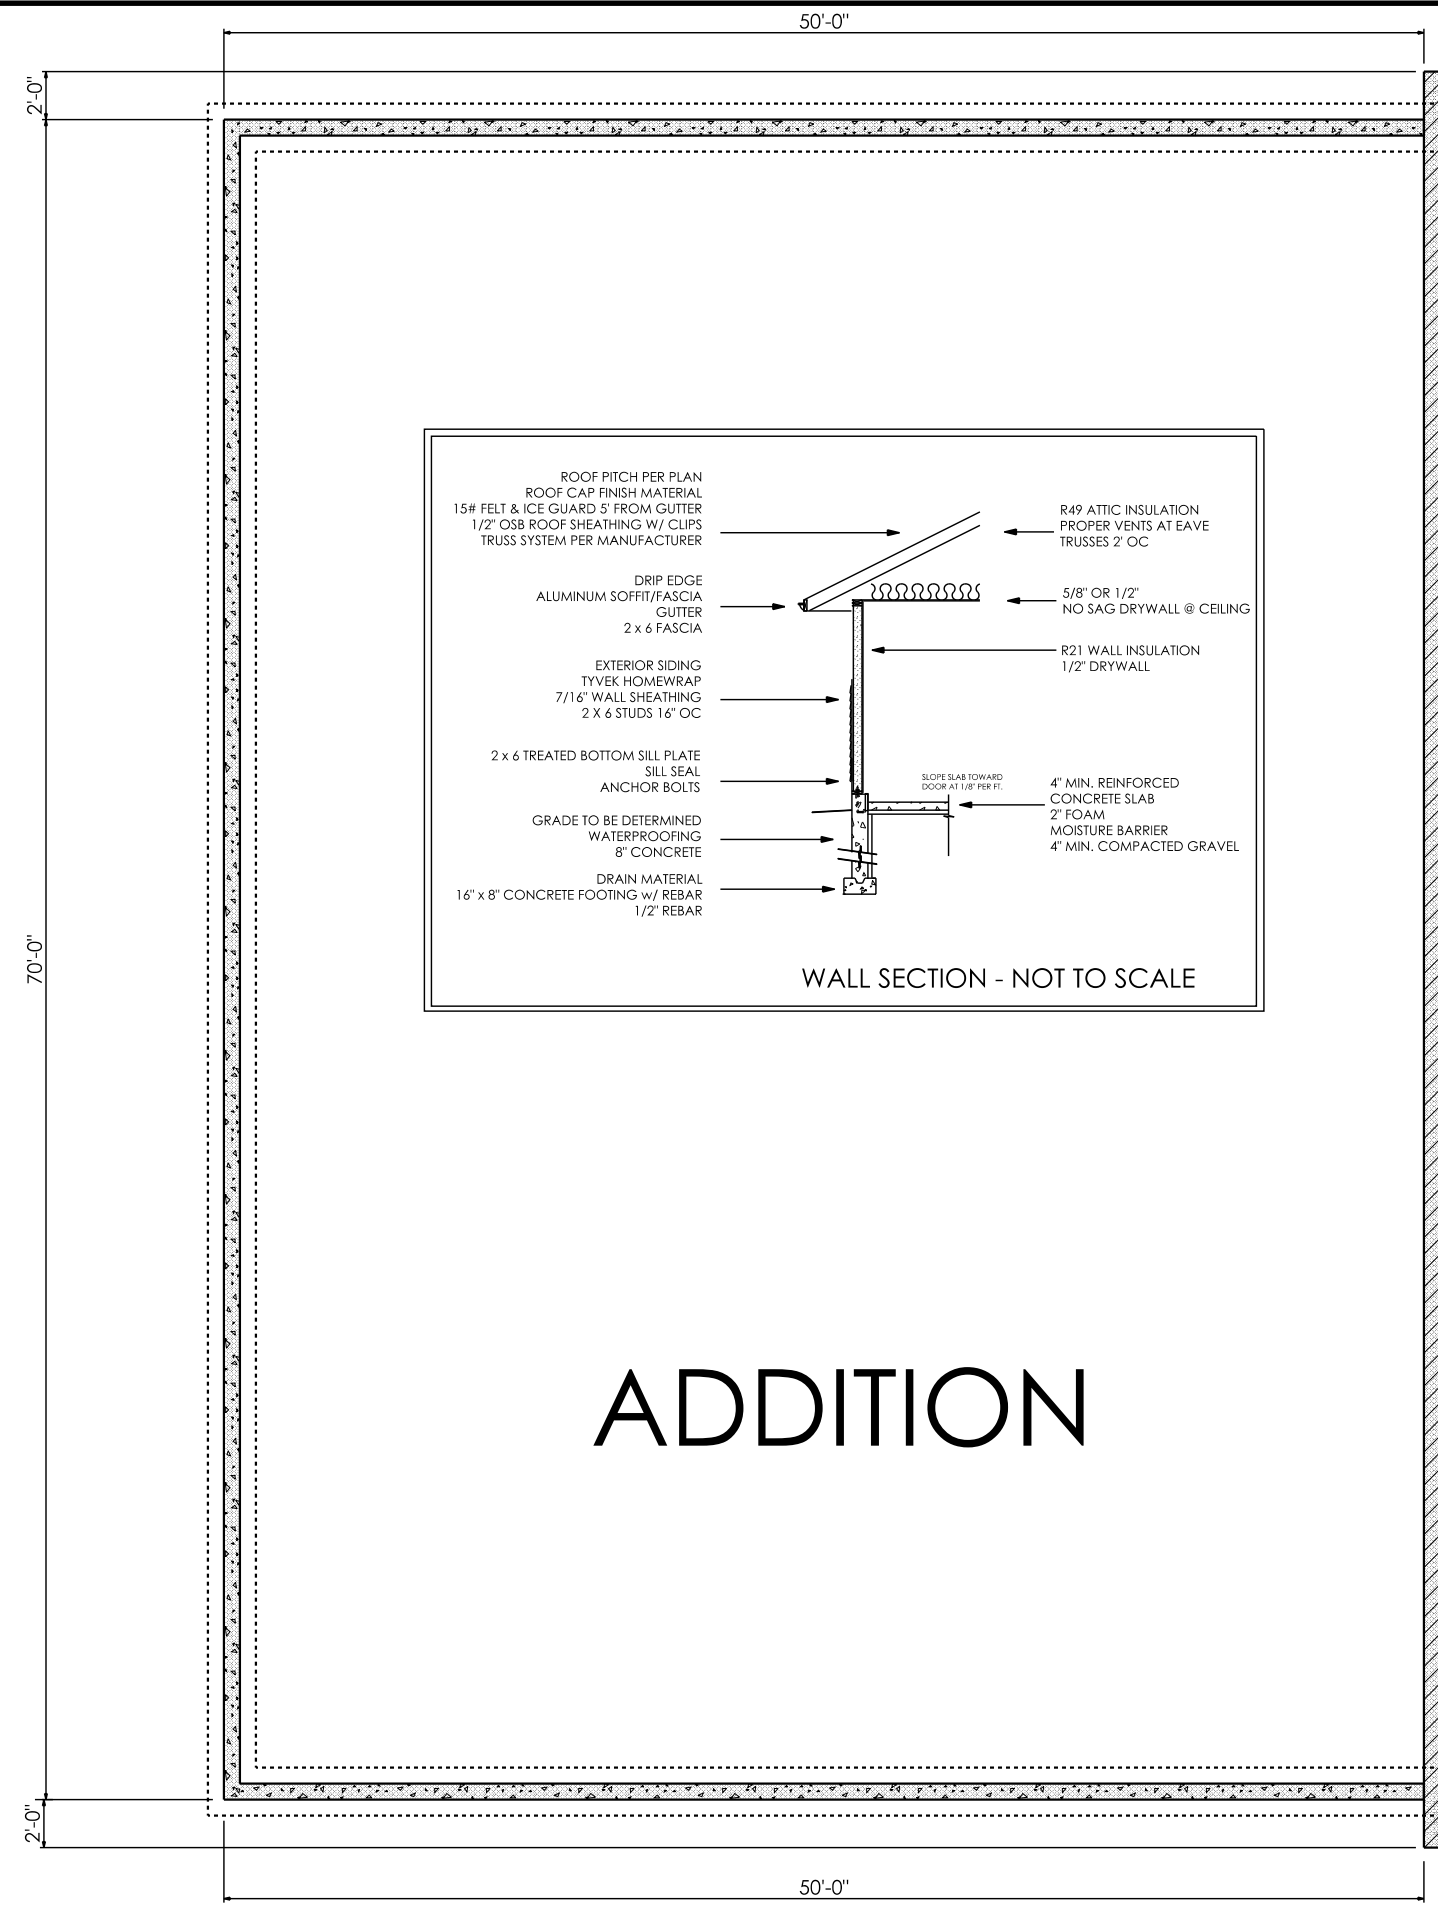 50'-0"
2'-0"
ROOF PITCH PER PLAN
ROOF CAP FINISH MATERIAL
15# FELT & ICE GUARD 5' FROM GUTTER
1/2" OSB ROOF SHEATHING W/ CLIPS
TRUSS SYSTEM PER MANUFACTURER
R49 ATTIC INSULATION
PROPER VENTS AT EAVE
TRUSSES 2' OC
DRIP EDGE
ALUMINUM SOFFIT/FASCIA
GUTTER
2 x 6 FASCIA
5/8" OR 1/2"
NO SAG DRYWALL @ CEILING
R21 WALL INSULATION
1/2" DRYWALL
EXTERIOR SIDING
TYVEK HOMEWRAP
7/16" WALL SHEATHING
2 X 6 STUDS 16" OC
2 x 6 TREATED BOTTOM SILL PLATE
SILL SEAL
ANCHOR BOLTS
SLOPE SLAB TOWARD
DOOR AT 1/8" PER FT.
4" MIN. REINFORCED
CONCRETE SLAB
2" FOAM
MOISTURE BARRIER
4" MIN. COMPACTED GRAVEL
GRADE TO BE DETERMINED
WATERPROOFING
8" CONCRETE
DRAIN MATERIAL
16" x 8" CONCRETE FOOTING w/ REBAR
1/2" REBAR
70'-0"
WALL SECTION - NOT TO SCALE
ADDITION
2'-0"
50'-0"